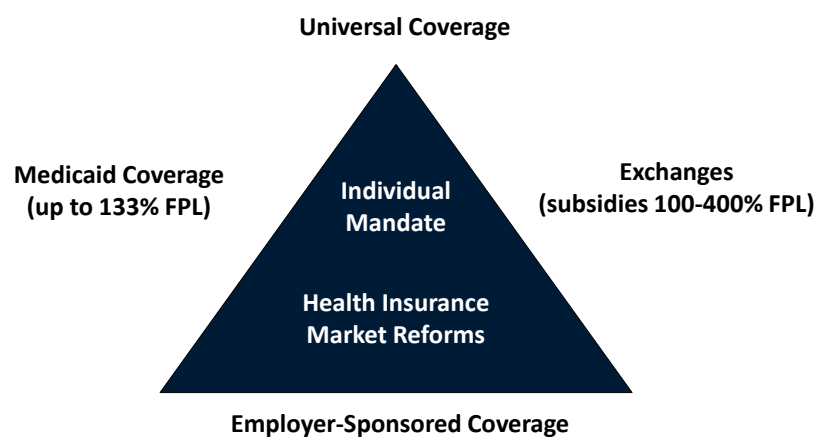 Universal Coverage
Medicaid Coverage
(up to 133% FPL)
Individual
Mandate
Exchanges
(subsidies 100-400% FPL)
Health Insurance
Market Reforms
Employer-Sponsored Coverage